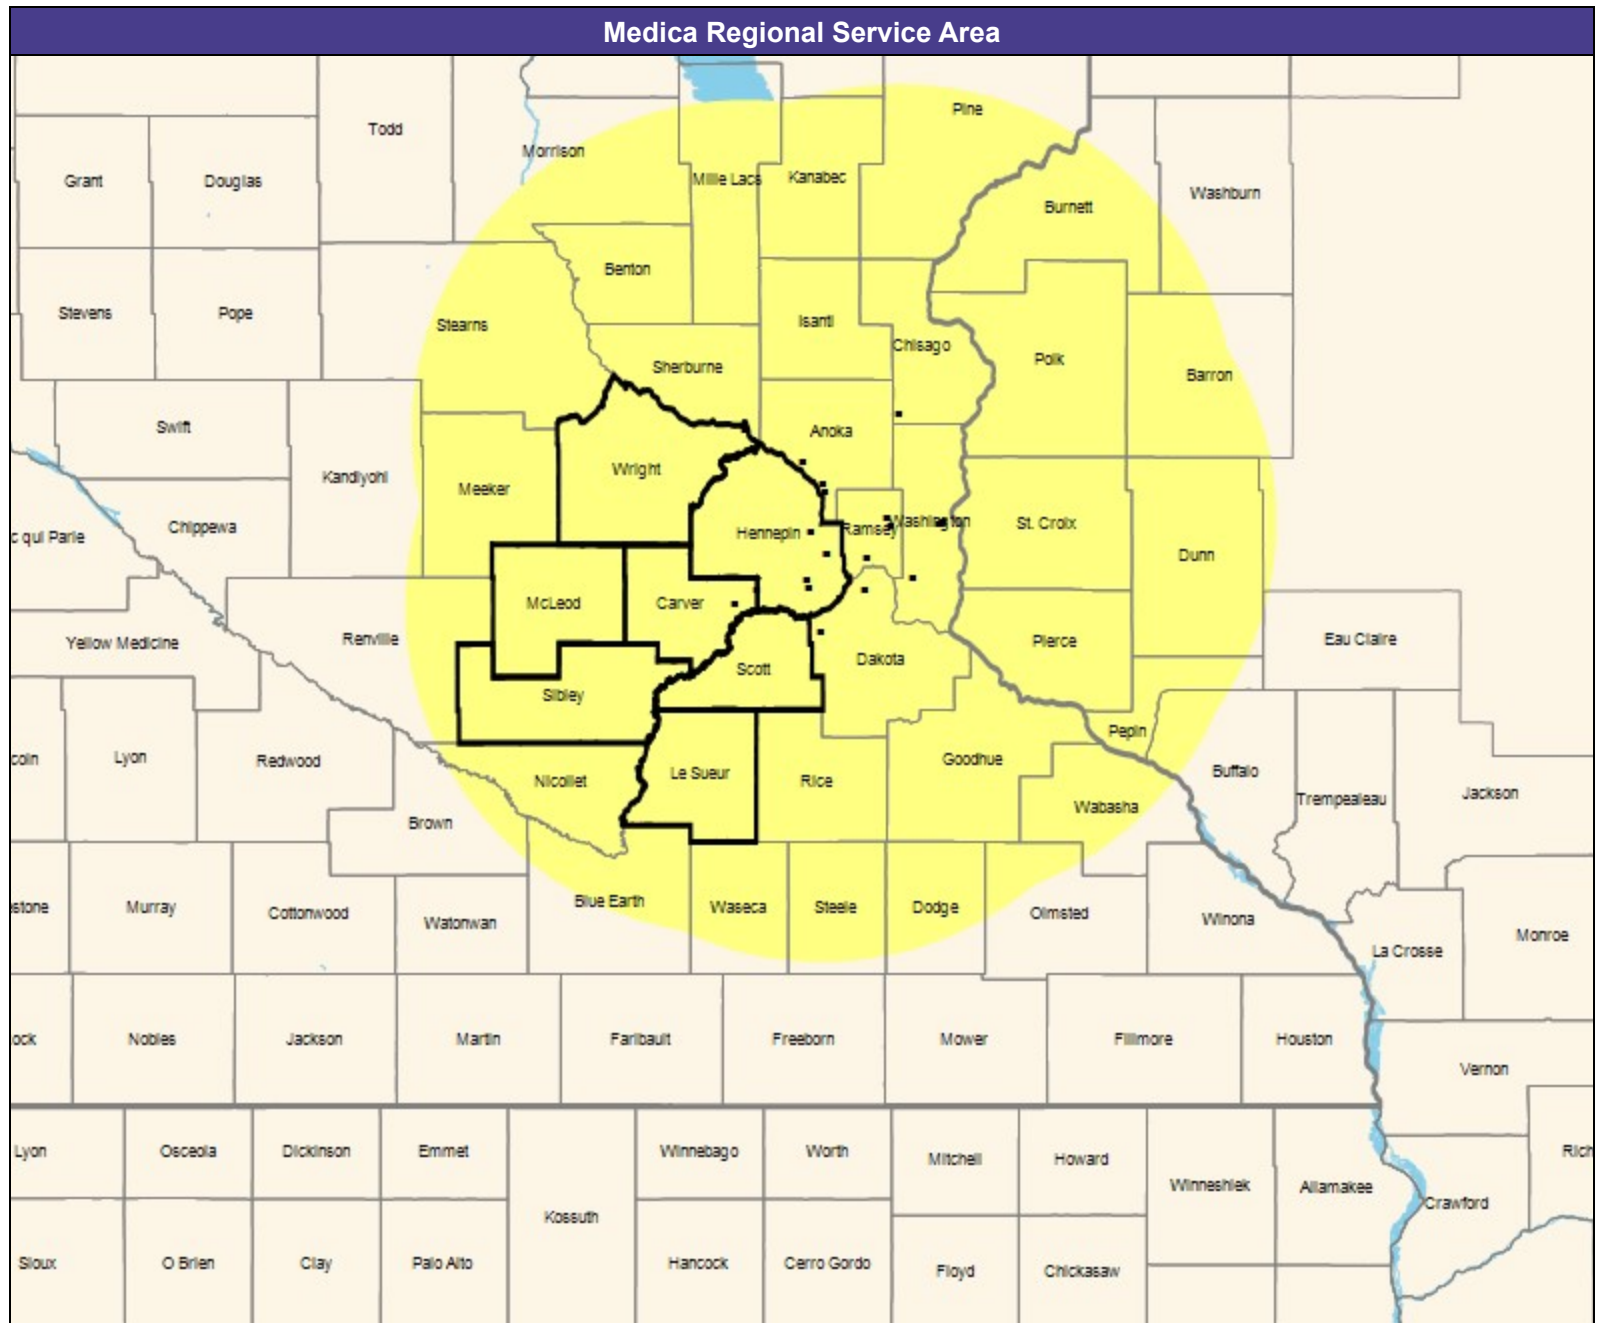 Medica Regional Service Area
Pine
Todd
Morrison
Grant
Douglas
Mille Lacs
Kanabec
Washburn
Burnett
Benton
Stevens
Pope
Stearns
Isanti
Chisago
Polk
Sherburne
Barron
Swift
Anoka
Kandiyohi
Wright
Meeker
Chippewa
c qui Parle
Hennepin
Ramsey
Washington
St. Croix
Dunn
McLeod
Carver
Yellow Medicine
Renville
Pierce
Eau Claire
Scott
Dakota
Sibley
Pepin
coln
Lyon
Redwood
Nicollet
Le Sueur
Rice
Goodhue
Buffalo
Trempealeau
Jackson
Wabasha
Brown
stone
Murray
Cottonwood
Watonwan
Blue Earth
Waseca
Steele
Dodge
Olmsted
Winona
La Crosse
Monroe
ock
Nobles
Jackson
Martin
Faribault
Freeborn
Mower
Fillmore
Houston
Vernon
Lyon
Osceola
Dickinson
Emmet
Winnebago
Worth
Mitchell
Howard
Rich
Winneshiek
Allamakee
Crawford
Kossuth
Sioux
O Brien
Clay
Palo Alto
Hancock
Cerro Gordo
Floyd
Chickasaw